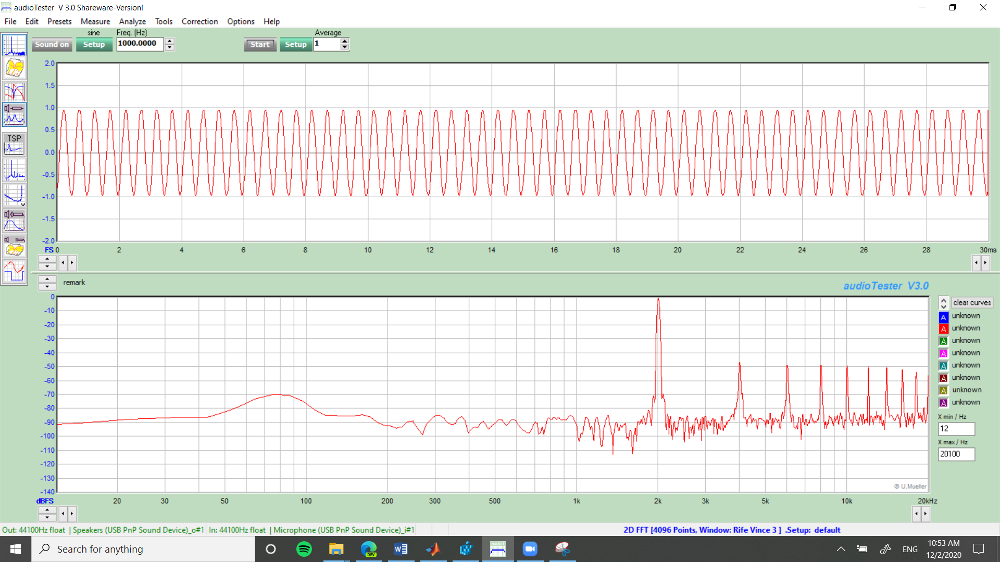 audioTester V 3.0 Shareware-Version!
File Edit Presets Measure Analyze Tools Correction Options Help
sine Freq. (Hz) Average
Sound on Setup 1000.0000 Start Setup 1
TSP
2.0
1.5
1.0
0.5
0.0
-0.5
-1.0
-1.5
-2.0
FS 0 2 4 6 8 10 12 14 16 18 20 22 24 26 28 30ms
remark
audioTester V3.0
0
-10
-20
-30
-40
-50
-60
-70
-80
-90
-100
-110
-120
-130
-140
dBFS 20 30 50 100 200 300 500 1k 2k 3k 5k 10k 20kHz
© U.Mueller
clear curves
A unknown
A unknown
A unknown
A unknown
A unknown
A unknown
A unknown
A unknown
X min / Hz
12
X max / Hz
20100
Out: 44100Hz float | Speakers (USB PnP Sound Device)_o#1 In: 44100Hz float | Microphone (USB PnP Sound Device)_i#1
2D FFT [4096 Points, Window: Rife Vince 3 ] .Setup: default
Search for anything
DEV
ENG
10:53 AM
12/2/2020